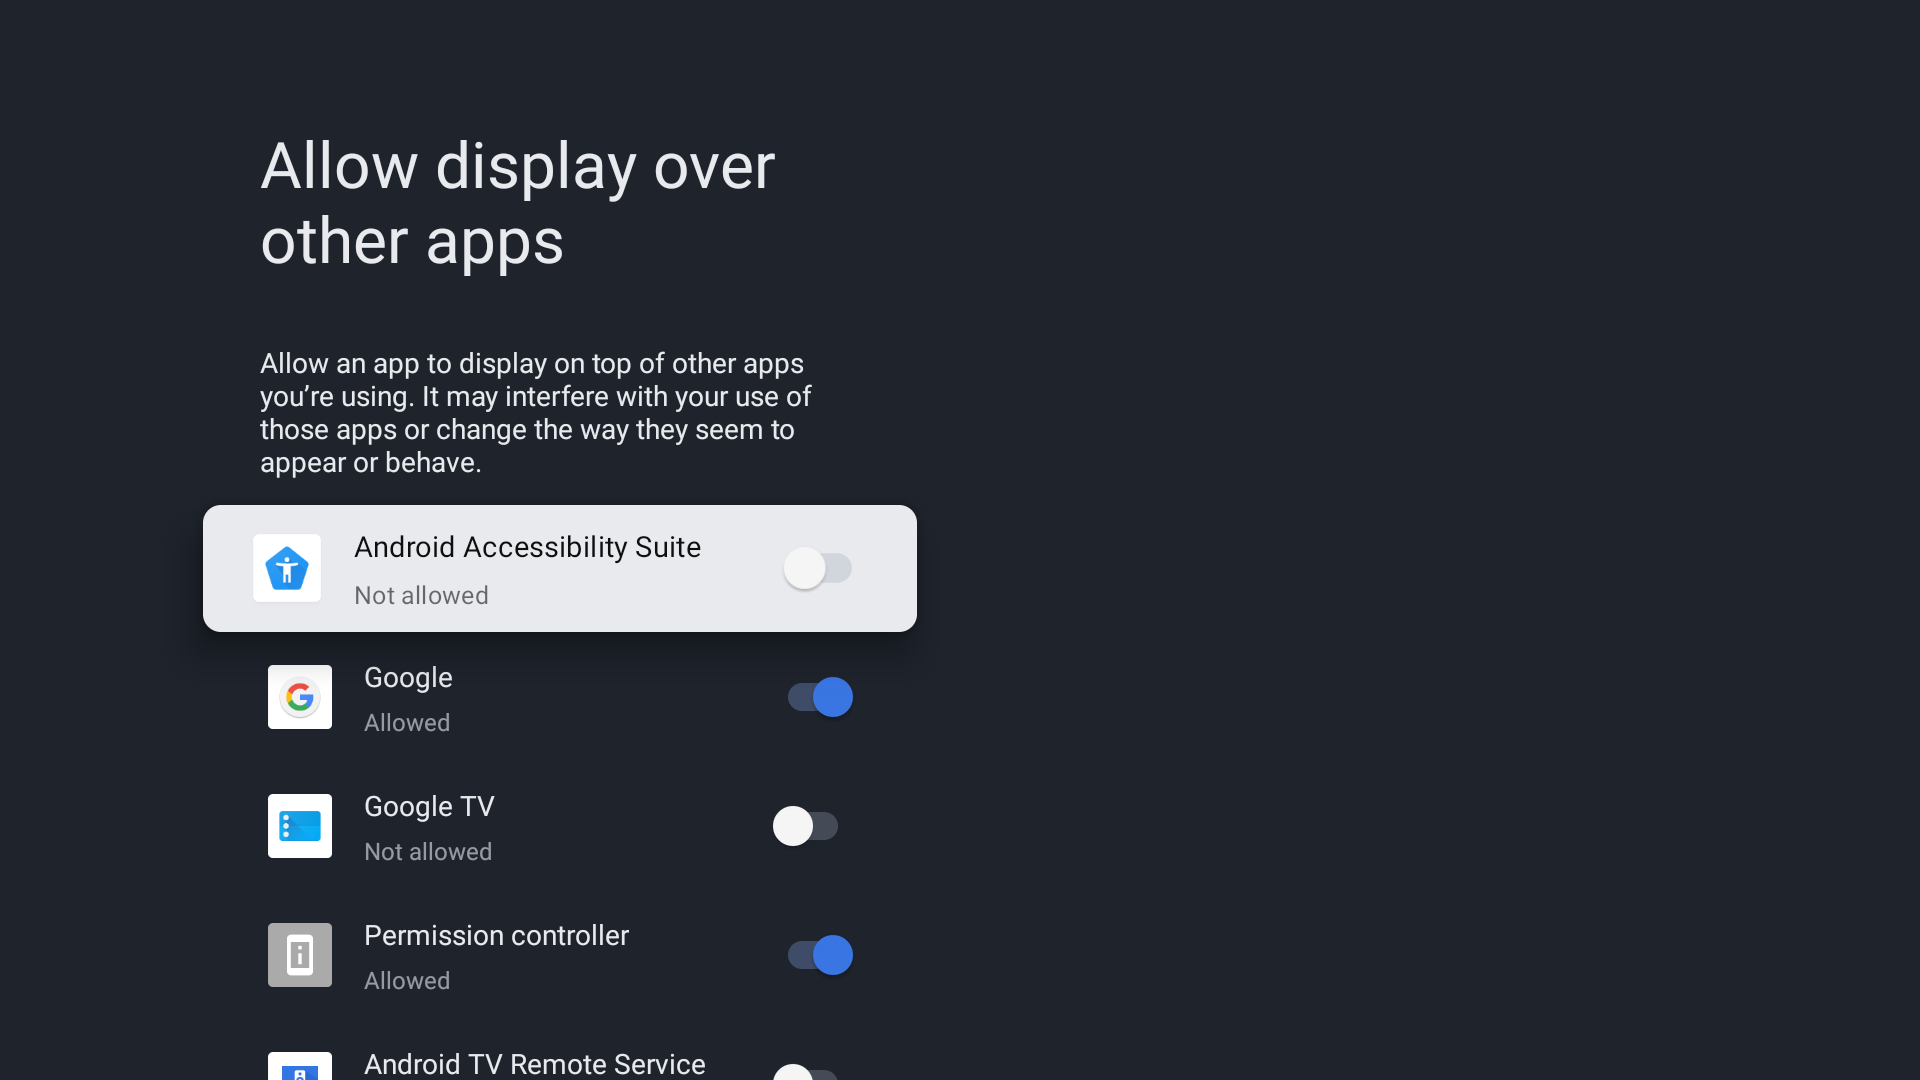 Allow display over
other apps
Allow an app to display on top of other apps
you’re using. It may interfere with your use of
those apps or change the way they seem to
appear or behave.
Android Accessibility Suite
Not allowed
Google
Allowed
Google TV
Not allowed
Permission controller
Allowed
Android TV Remote Service